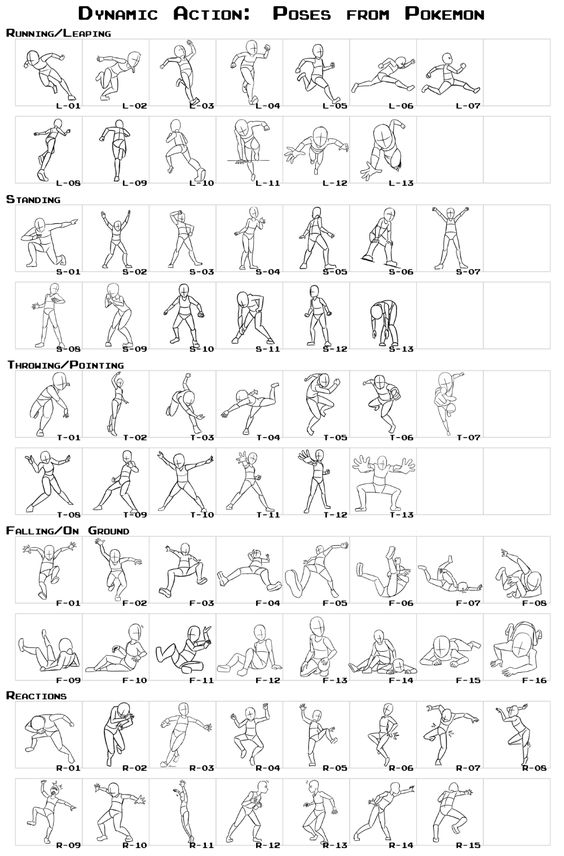 Dynamic Action: Poses from Pokemon
Running/Leaping
L-01 L-02 L-03 L-04 L-05 L-06 L-07
L-08 L-09 L-10 L-11 L-12 L-13
Standing
S-01 S-02 S-03 S-04 S-05 S-06 S-07
S-08 S-09 S-10 S-11 S-12 S-13
Throwing/Pointing
T-01 T-02 T-03 T-04 T-05 T-06 T-07
T-08 T-09 T-10 T-11 T-12 T-13
Falling/On Ground
F-01 F-02 F-03 F-04 F-05 F-06 F-07 F-08
F-09 F-10 F-11 F-12 F-13 F-14 F-15 F-16
Reactions
R-01 R-02 R-03 R-04 R-05 R-06 R-07 R-08
R-09 R-10 R-11 R-12 R-13 R-14 R-15